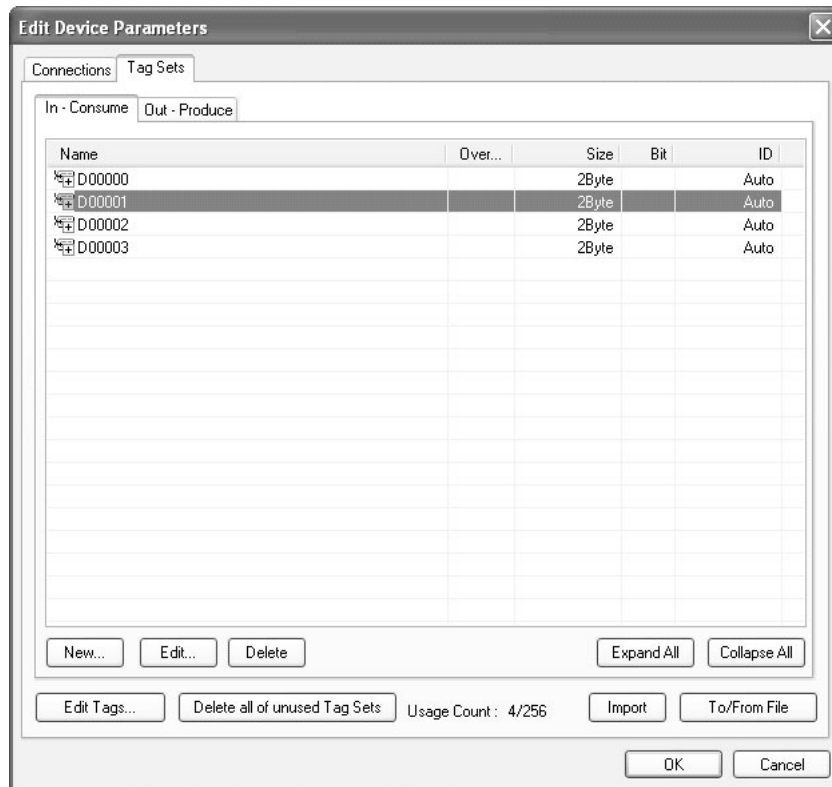 Edit Device Parameters
Connections Tag Sets
In - Consume Out - Produce
Name Over... Size Bit ID
D00000 2Byte Auto
D00001 2Byte Auto
D00002 2Byte Auto
D00003 2Byte Auto
New... Edit... Delete Expand All Collapse All
Edit Tags... Delete all of unused Tag Sets Usage Count : 4/256 Import To/From File
OK Cancel